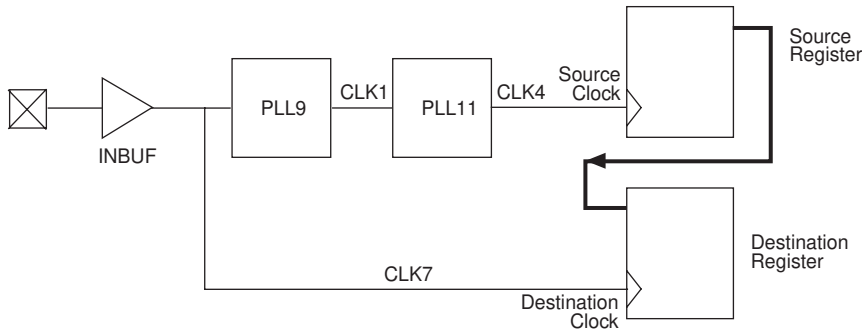 Source
Register
Source
Clock
CLK1
CLK4
PLL9
PLL11
INBUF
Destination
Register
CLK7
Destination
Clock